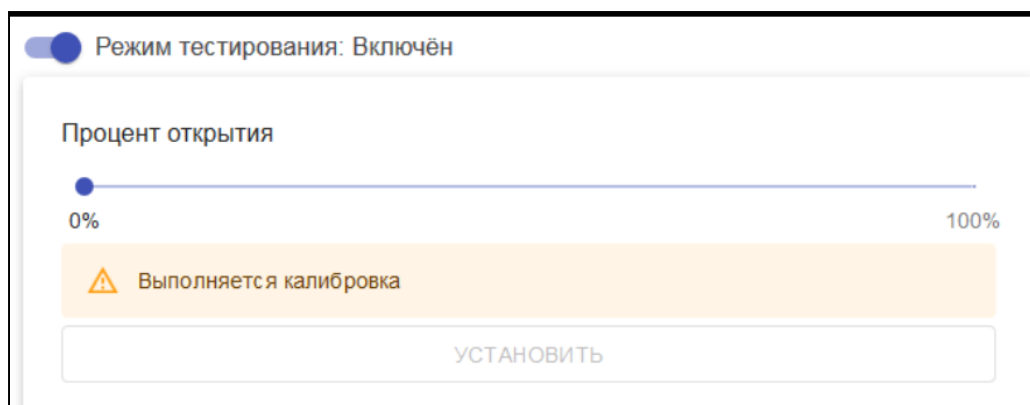 Режим тестирования: Включён
Процент открытия
0% 100%
Выполняется калибровка
УСТАНОВИТЬ